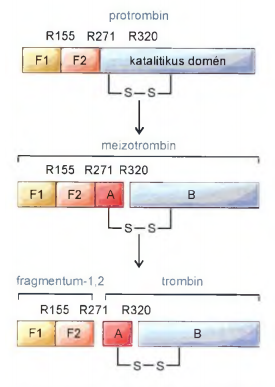 protrombin
R155 R271 R320
F1 F2 katalitikus domén
S–S
meizotrombin
R155 R271 R320
F1 F2 A B
S–S
fragmentum-1,2 trombin
R155 R271 R320
F1 F2 A B
S–S